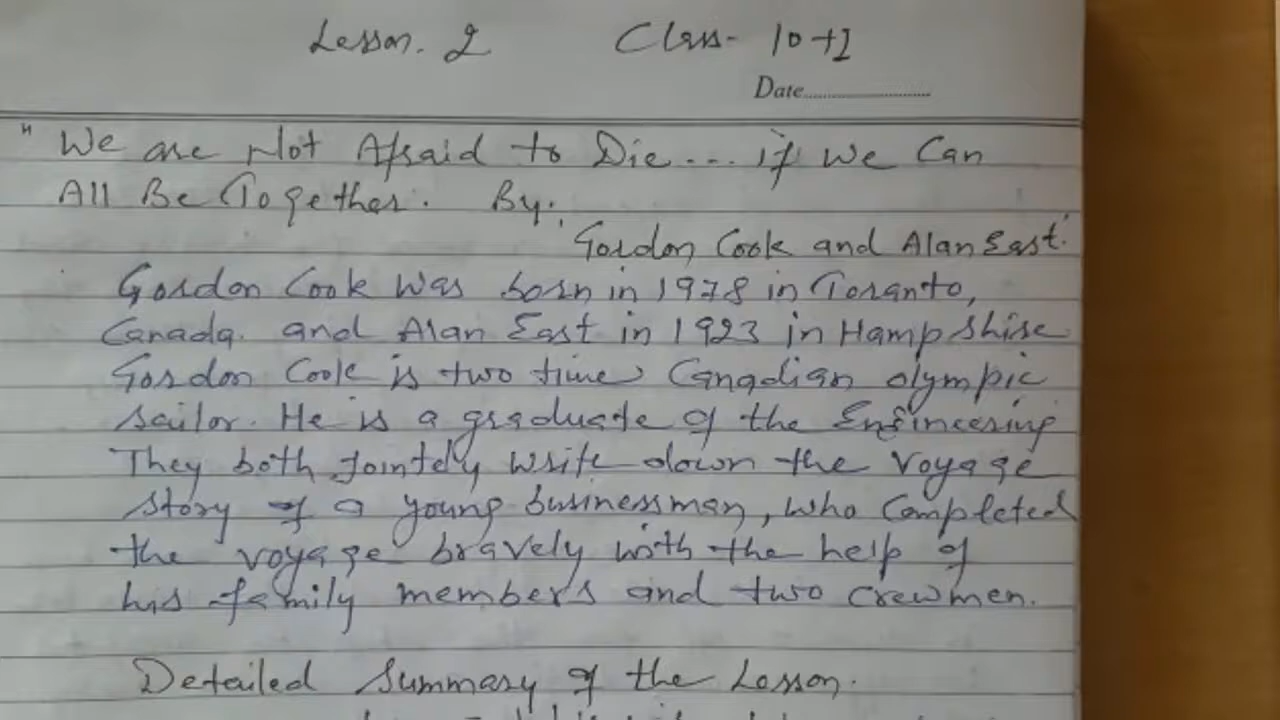 Lesson. 2 Class- 10+1
Date
" We are Not Afraid to Die... if We Can
All Be Together. By.
'Gordon Cook and Alan East.'
Gordon Cook was born in 1978 in Toranto,
Canada. and Alan East in 1923 in Hampshire
Gordon Cook is two time Canadian olympic
sailor. He is a graduate of the Engineering
They both jointely write down the voyage
story of a young businessman, who completed
the voyage bravely with the help of
his family members and two crewmen.
Detailed Summary of the Lesson.